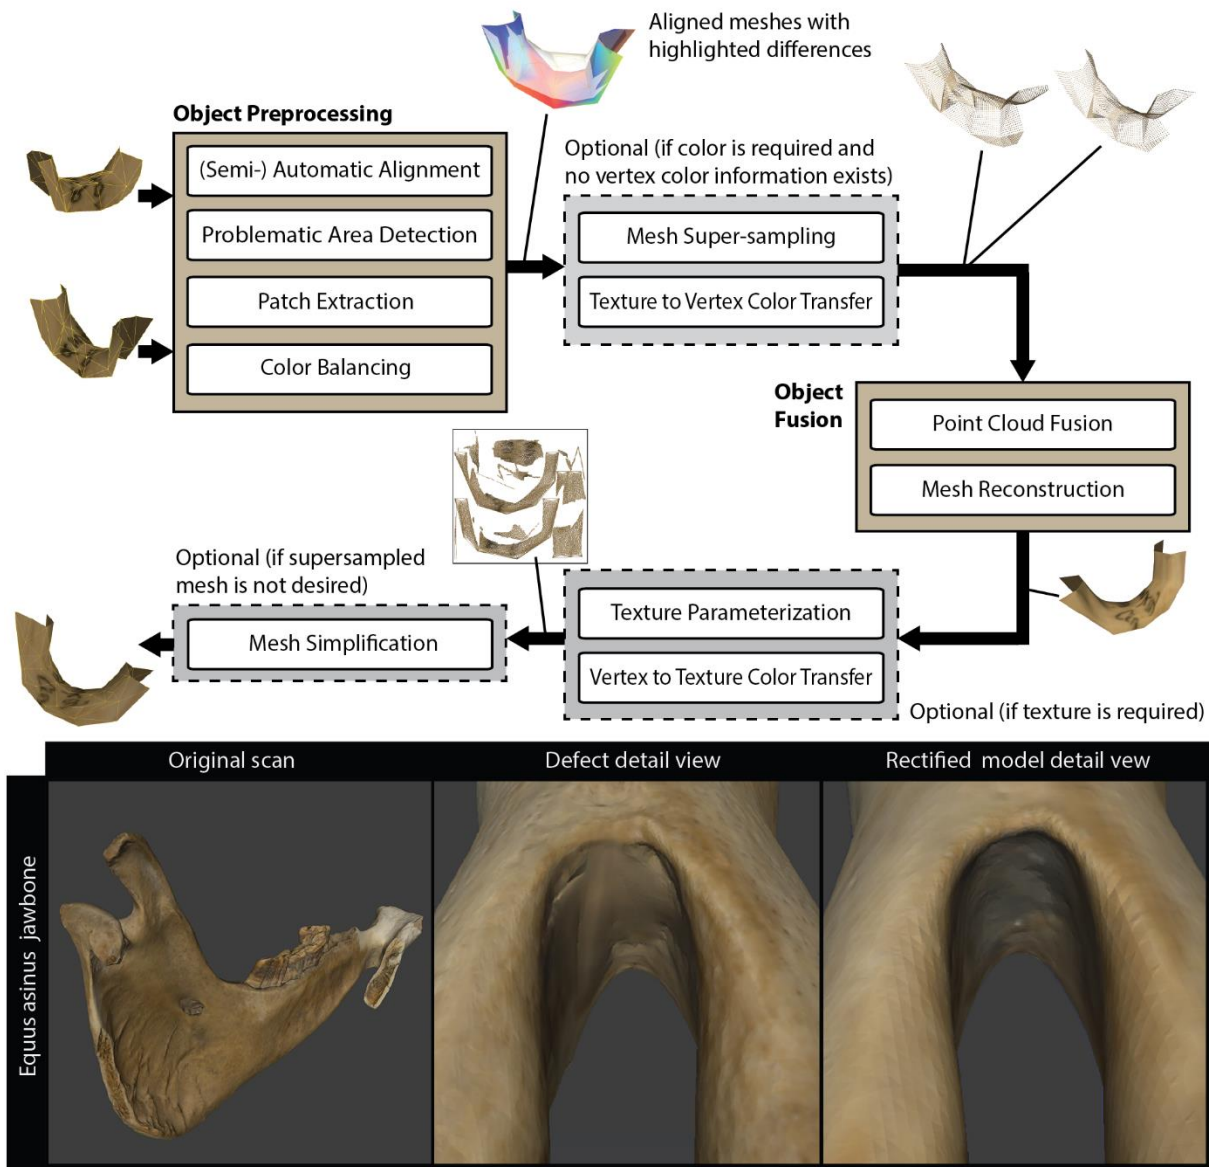 Aligned meshes with
highlighted differences
Object Preprocessing
(Semi-) Automatic Alignment
Problematic Area Detection
Patch Extraction
Color Balancing
Optional (if color is required and
no vertex color information exists)
Mesh Super-sampling
Texture to Vertex Color Transfer
Object
Fusion
Point Cloud Fusion
Mesh Reconstruction
Optional (if supersampled
mesh is not desired)
Mesh Simplification
Texture Parameterization
Vertex to Texture Color Transfer
Optional (if texture is required)
Original scan
Defect detail view
Rectified model detail vew
Equus asinus jawbone